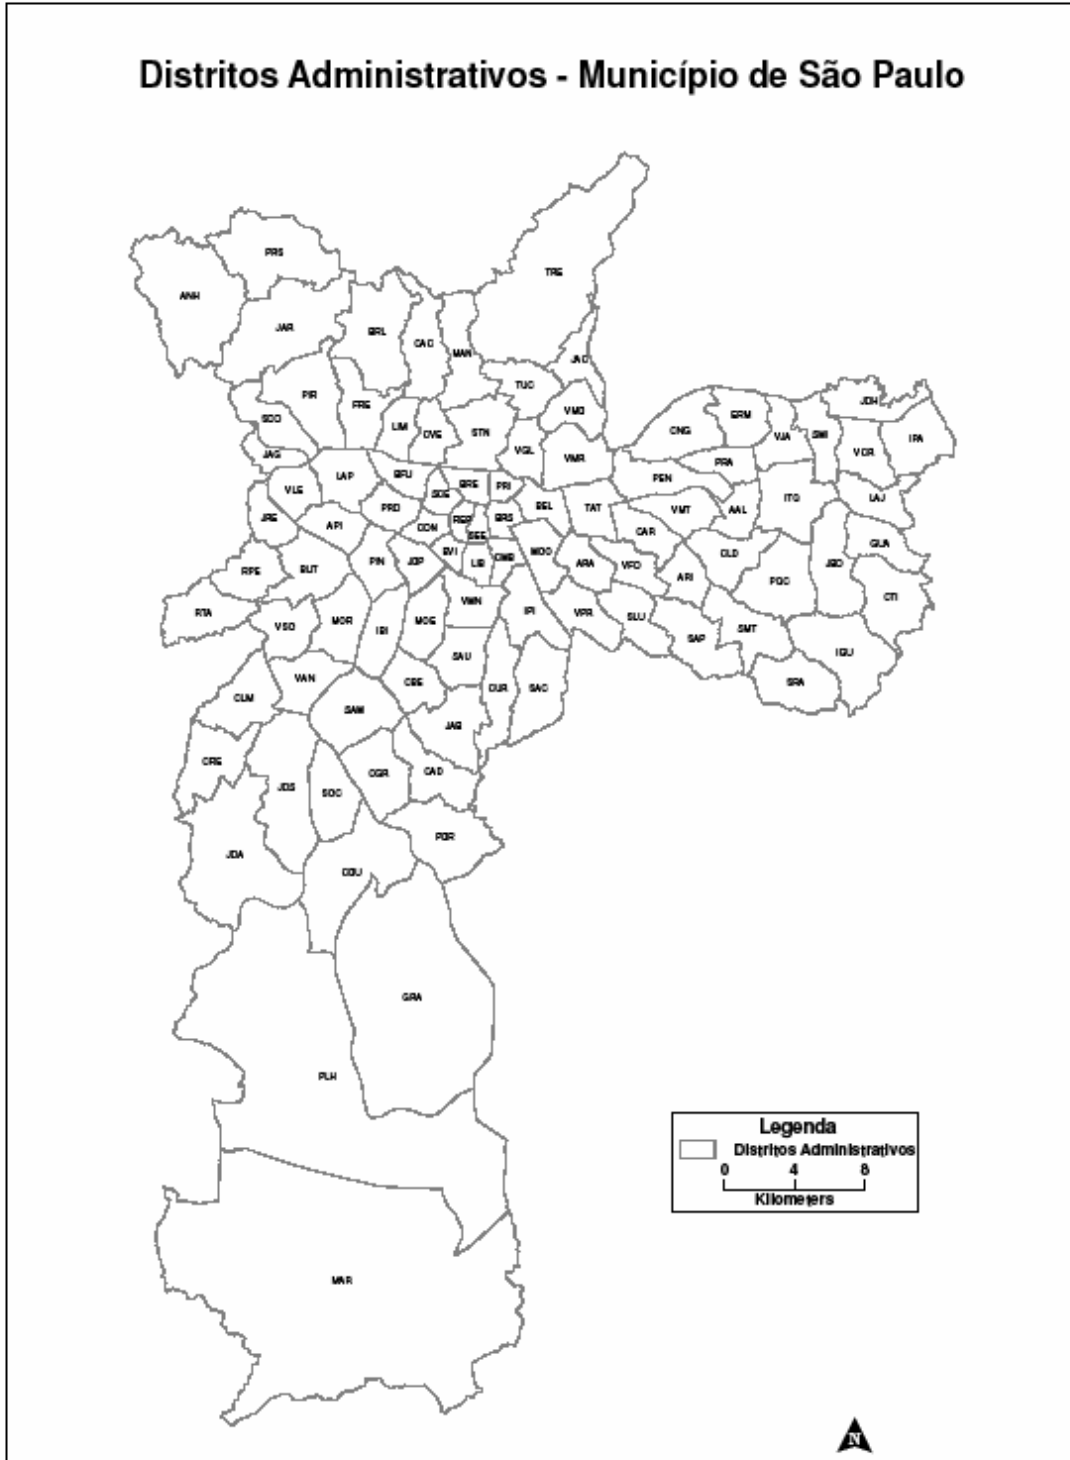 Distritos Administrativos - Município de São Paulo
TRE
PRS
ANH
JAR
BRL
CAC
MAN
JAC
TUC
PIR
FRE
VMD
JDH
SDO
LIM
CVE
STN
CNG
ERM
VJA
SMI
VCR
IPA
JAG
VGL
VMR
PRA
LAP
BFU
BRE
PRI
PEN
VLE
SCE
ITQ
LAJ
PRD
BEL
TAT
VMT
AAL
JRE
API
CON
REP
SEE
BRS
CAR
GUA
BUT
PIN
JDP
BVI
LIB
CMB
MOO
ARA
VFO
CLD
RPE
ARI
PQC
JBO
CTI
RTA
VSO
MOR
IBI
MOE
VMN
IPI
VPR
SLU
SAP
SMT
IGU
VAN
SAU
CBE
CUR
SAC
SRA
CLM
SAM
JAB
CRE
JDS
SOC
CGR
CAD
JDA
CDU
PDR
GRA
PLH
MAR
Legenda
Distritos Administrativos
0 4 8
Kilometers
N